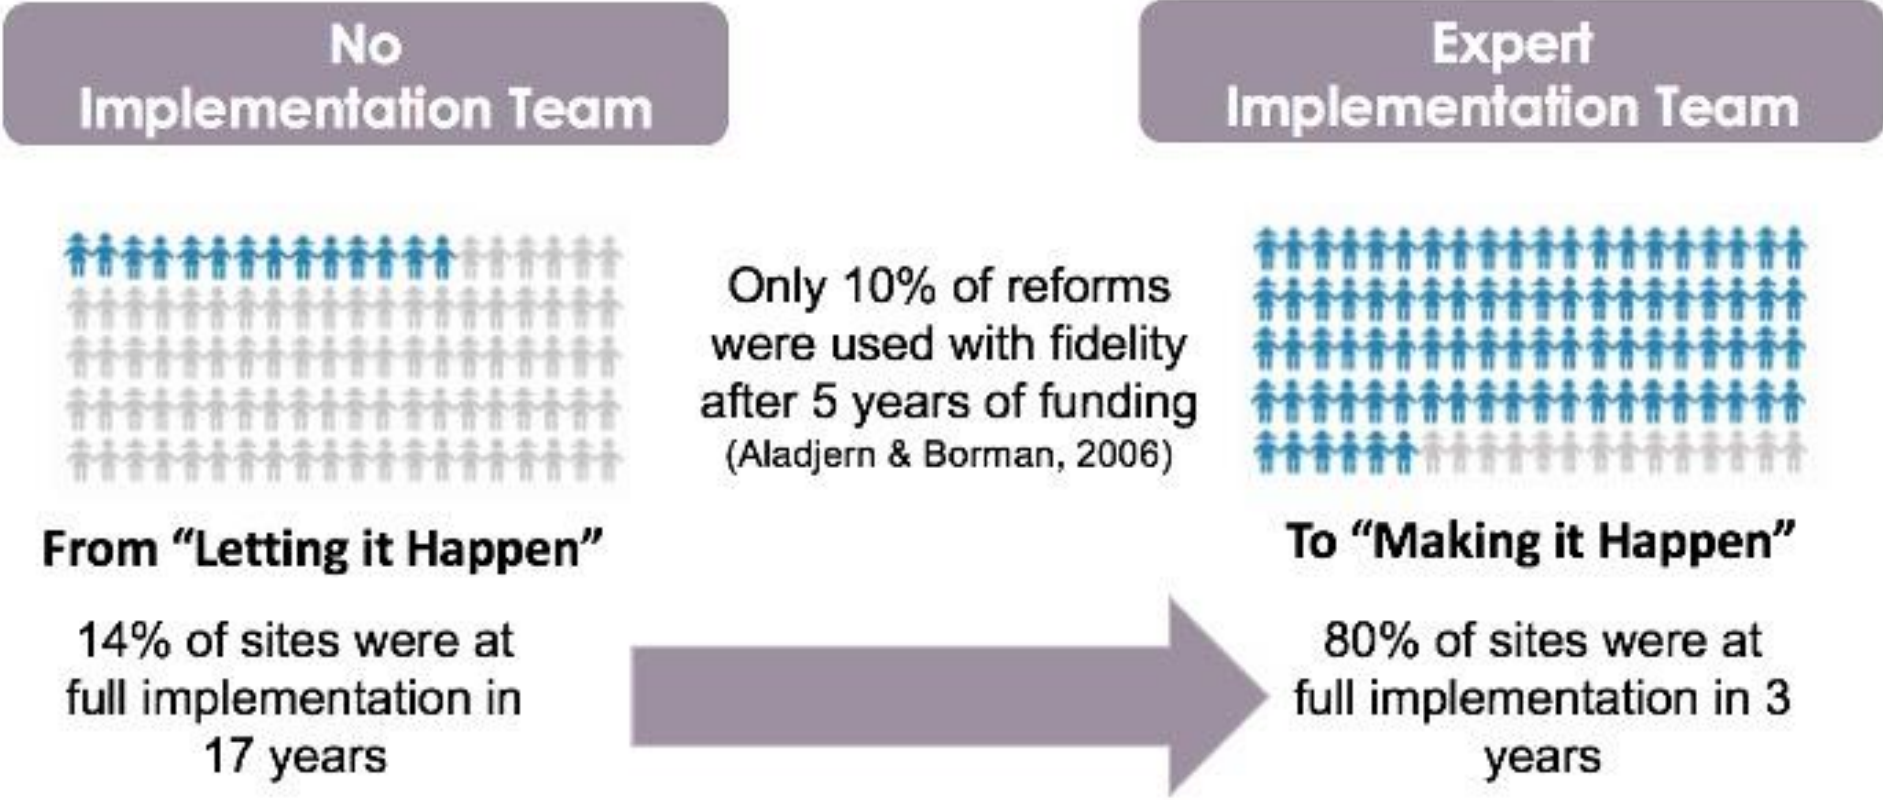 No
Implementation Team
Expert
Implementation Team
Only 10% of reforms
were used with fidelity
after 5 years of funding
(Aladjern & Borman, 2006)
From “Letting it Happen”
14% of sites were at
full implementation in
17 years
To “Making it Happen”
80% of sites were at
full implementation in 3
years